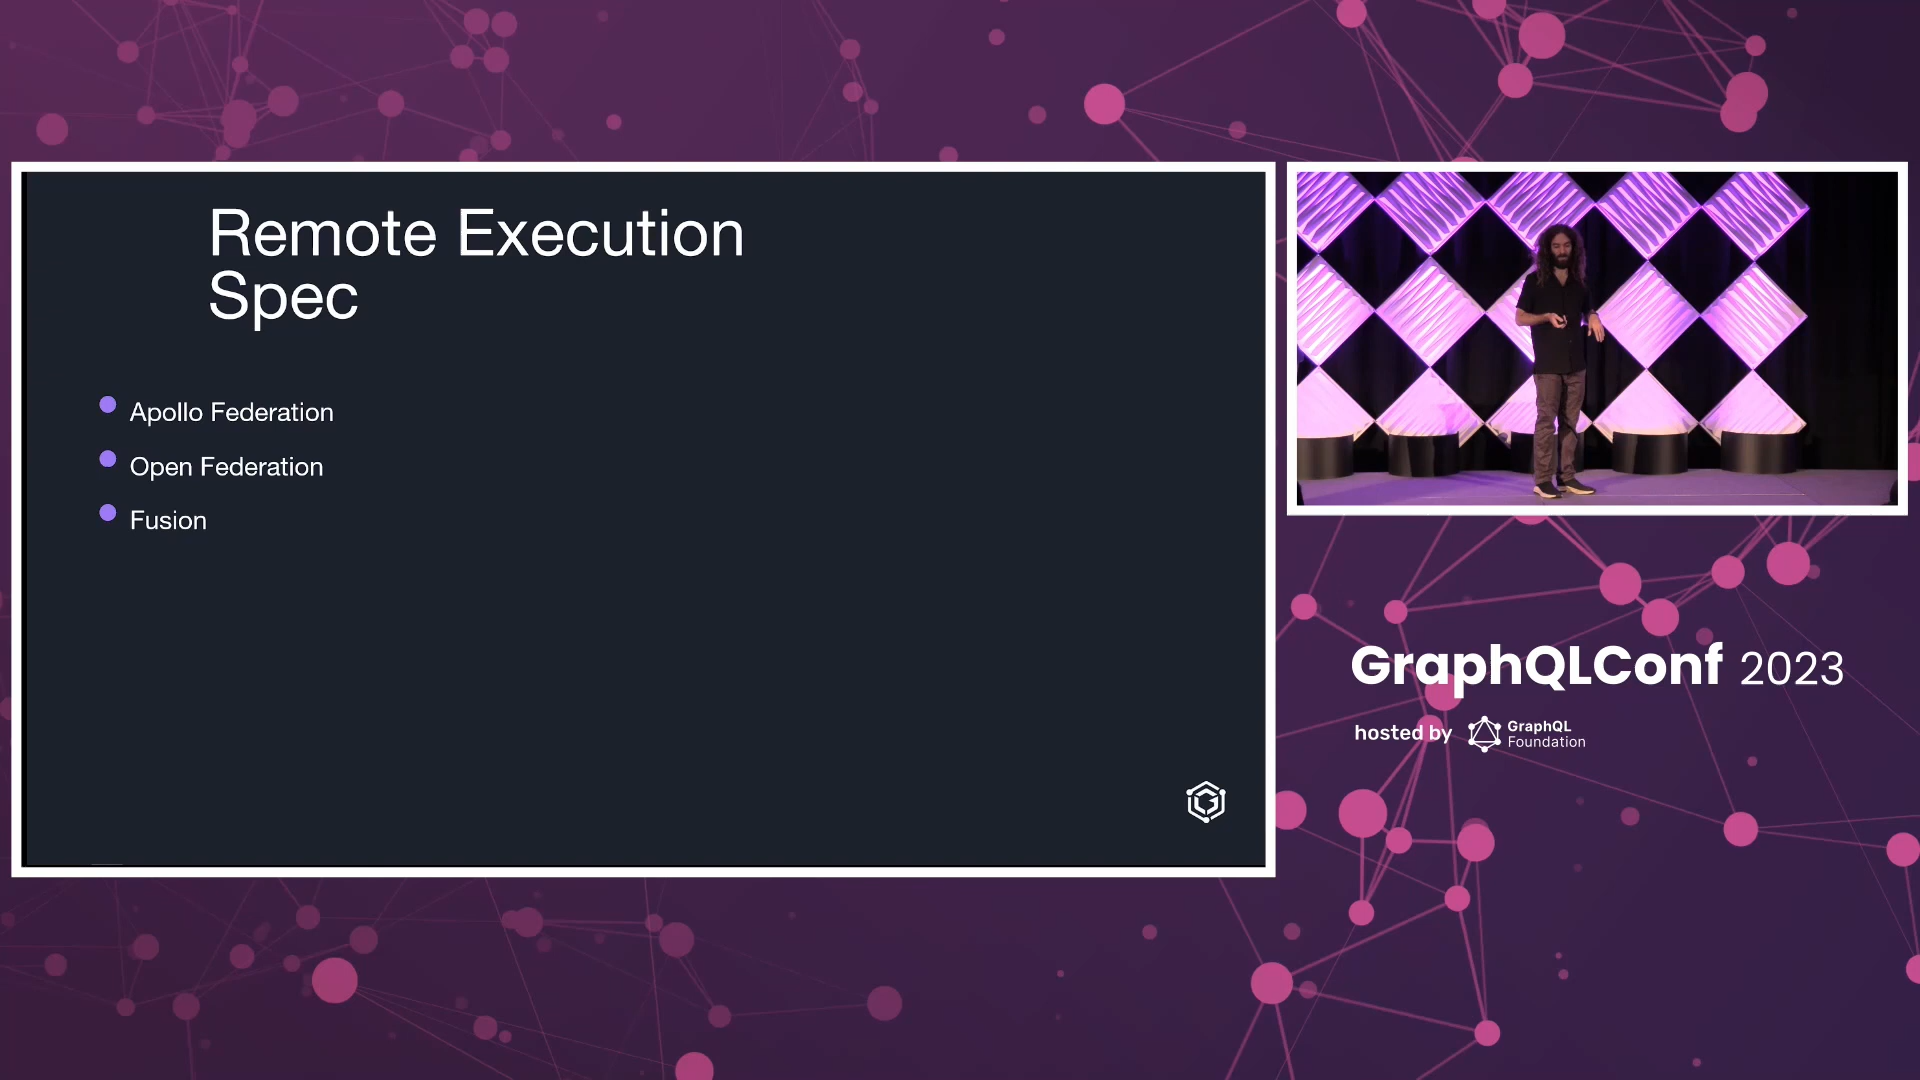 Remote Execution
Spec
Apollo Federation
Open Federation
Fusion
GraphQLConf 2023
hosted by GraphQL Foundation